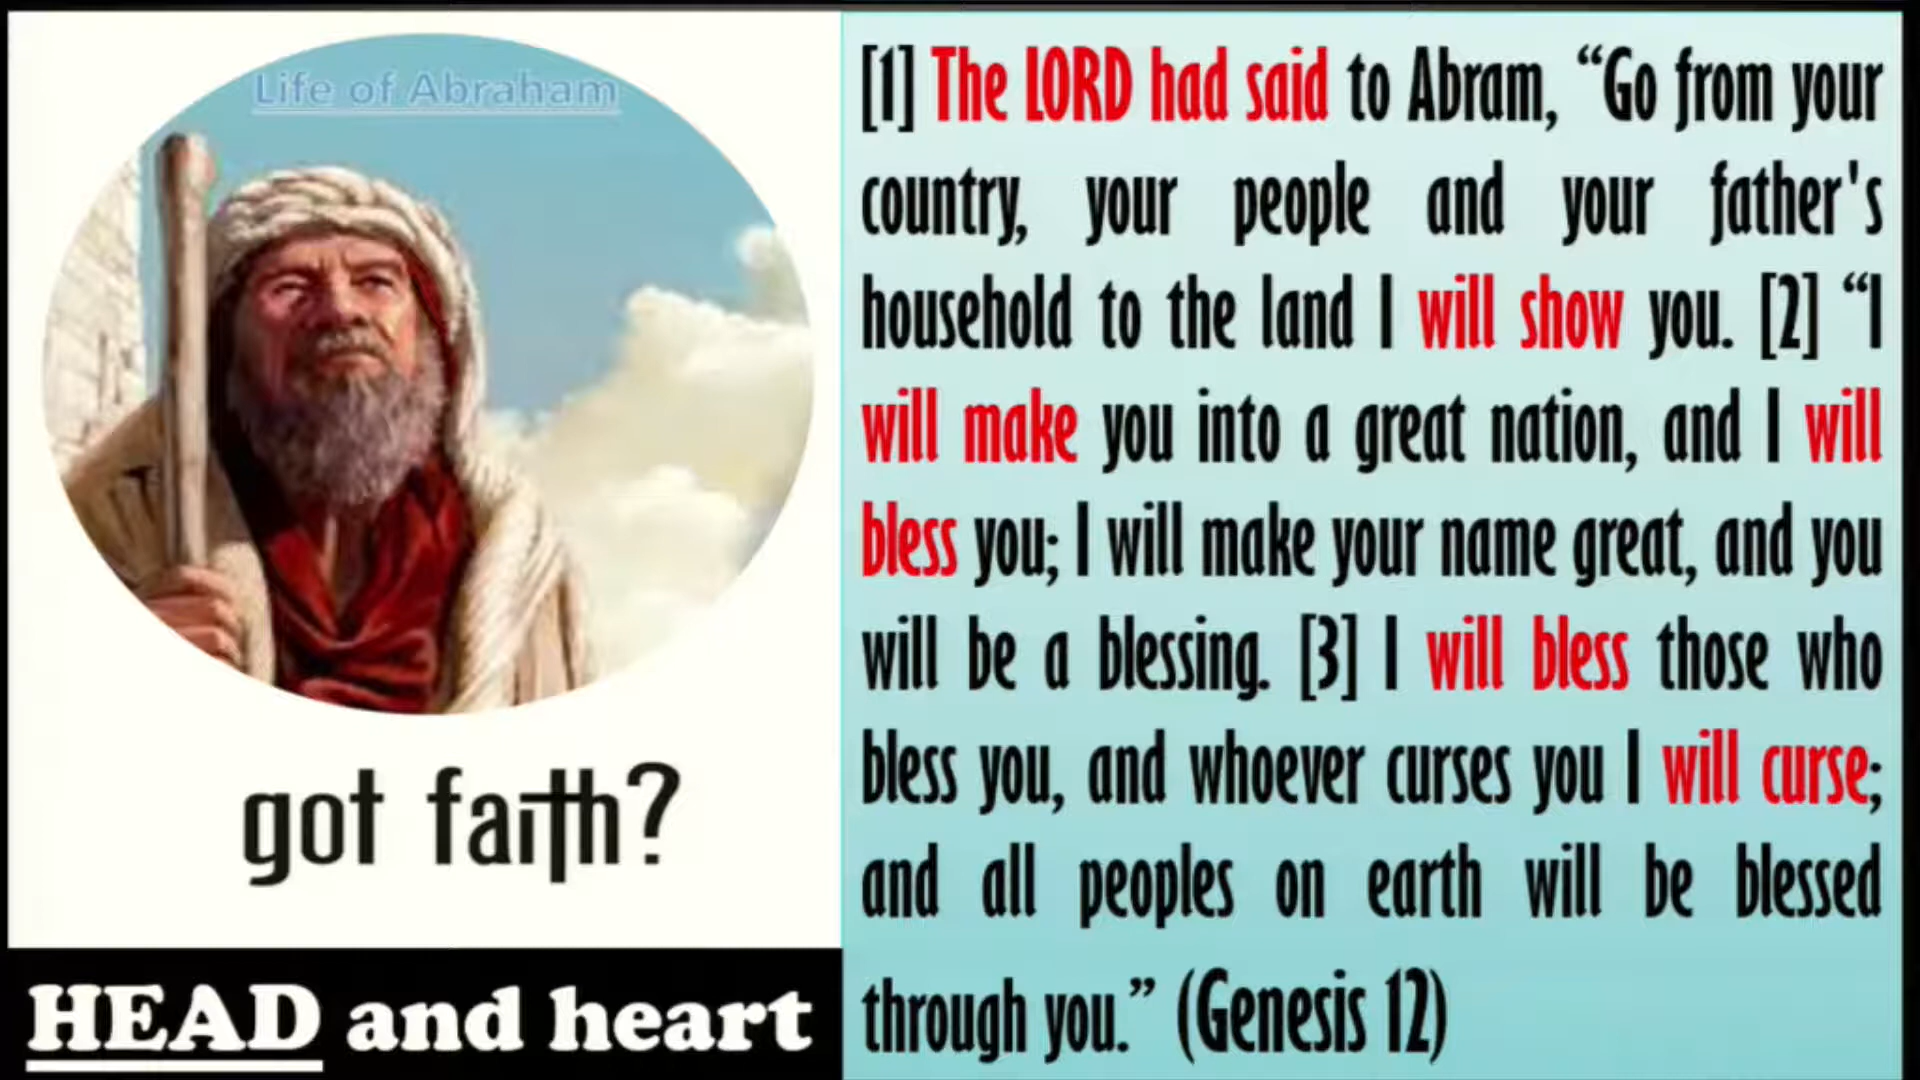 Life of Abraham
got faith?
HEAD and heart
[1] The LORD had said to Abram, “Go from your
country, your people and your father's
household to the land I will show you. [2] “I
will make you into a great nation, and I will
bless you; I will make your name great, and you
will be a blessing. [3] I will bless those who
bless you, and whoever curses you I will curse;
and all peoples on earth will be blessed
through you.” (Genesis 12)